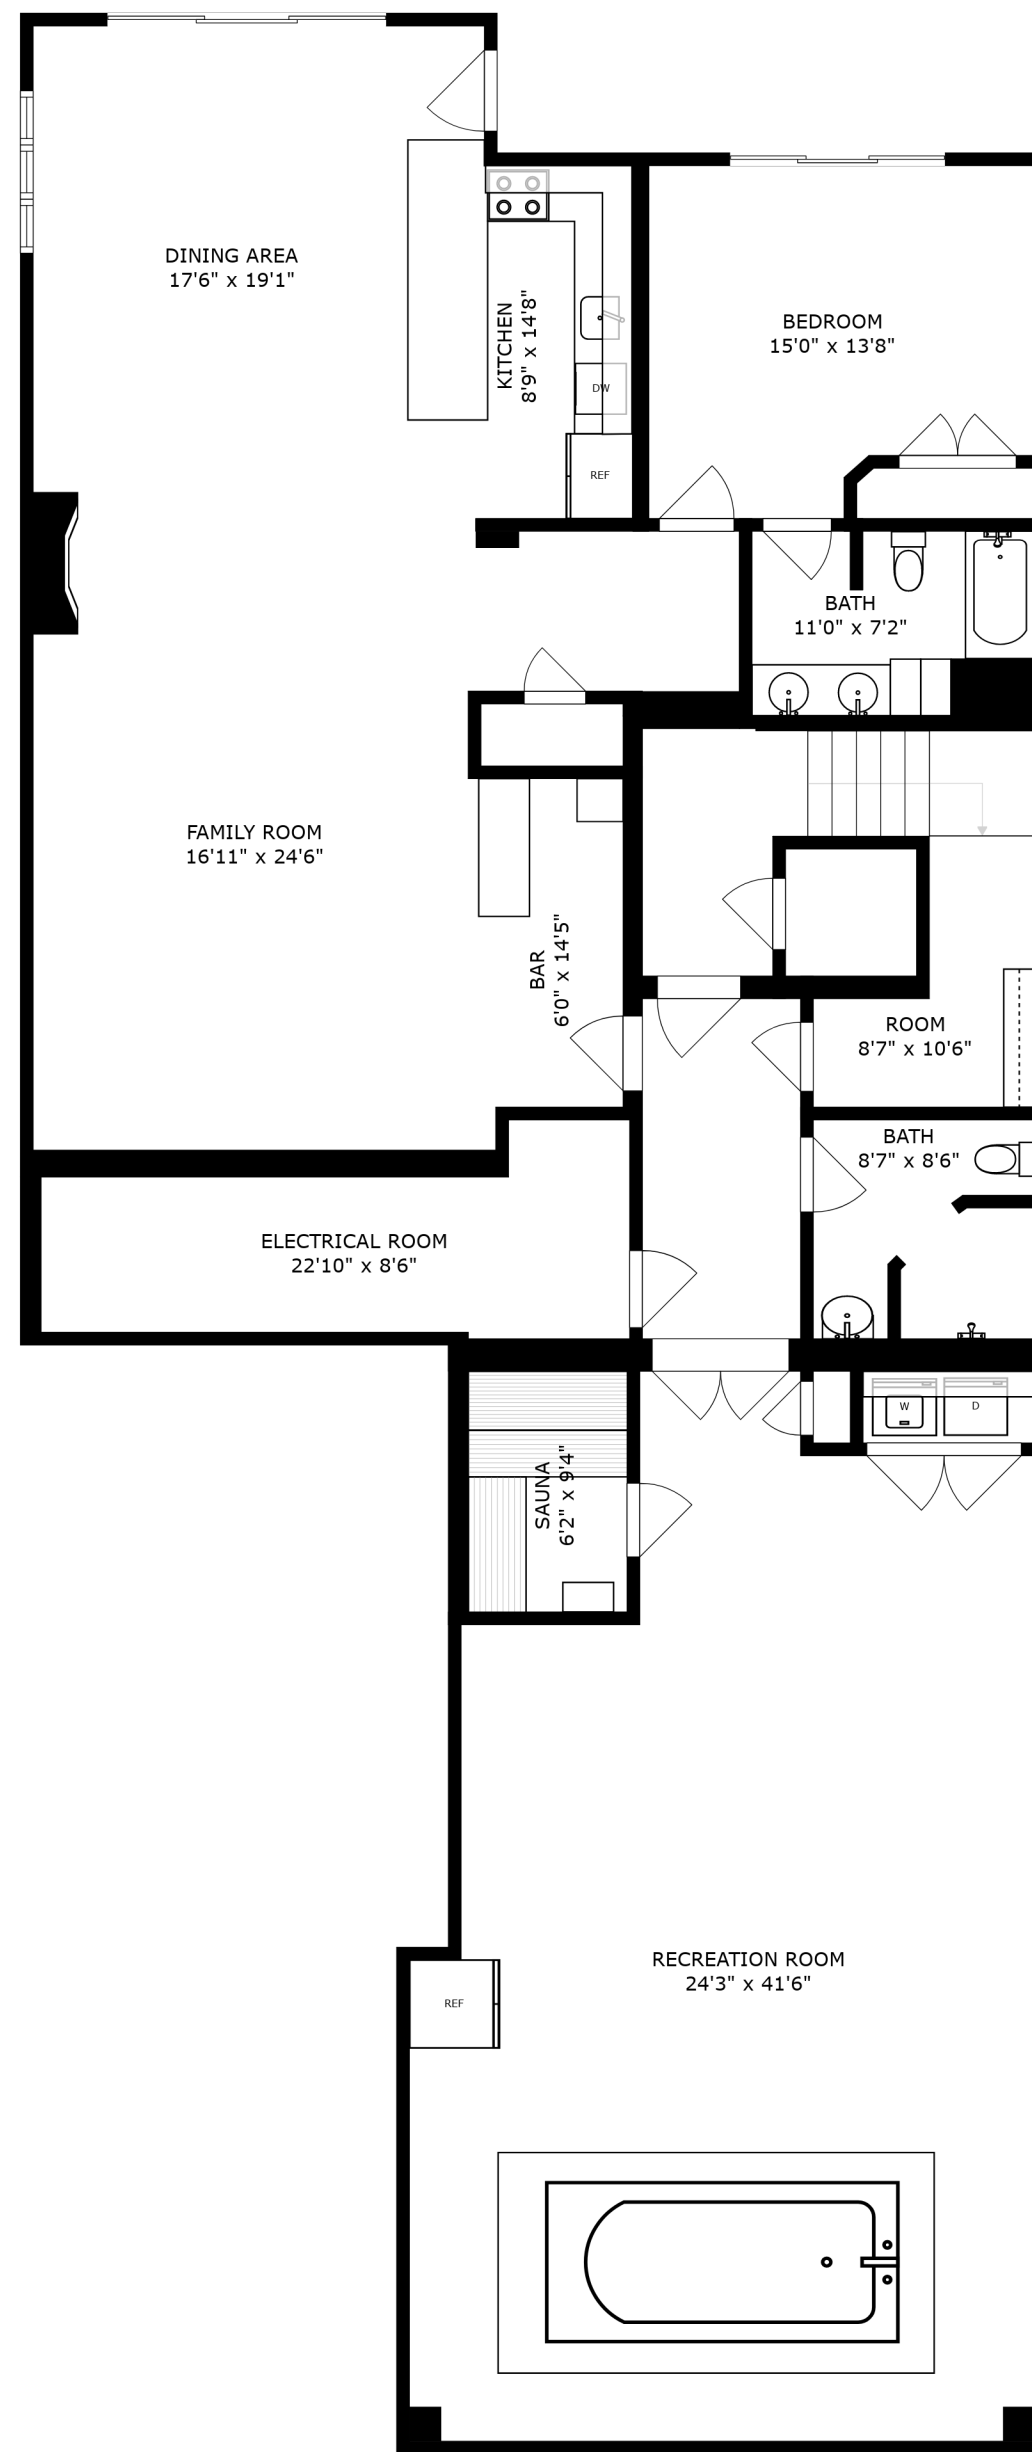 DINING AREA
17'6" x 19'1"
KITCHEN
8'9" x 14'8"
DW
REF
BEDROOM
15'0" x 13'8"
BATH
11'0" x 7'2"
FAMILY ROOM
16'11" x 24'6"
BAR
6'0" x 14'5"
ROOM
8'7" x 10'6"
BATH
8'7" x 8'6"
ELECTRICAL ROOM
22'10" x 8'6"
W
D
SAUNA
6'2" x 9'4"
RECREATION ROOM
24'3" x 41'6"
REF